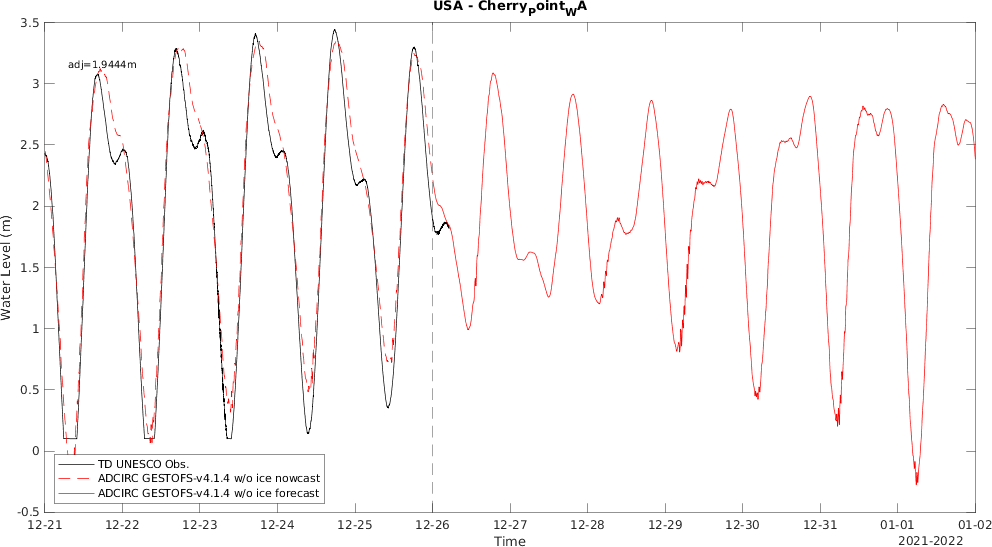 USA - CherryPointWA
adj=1.9444m
Water Level (m)
3.5
3
2.5
2
1.5
1
0.5
0
-0.5
TD UNESCO Obs.
ADCIRC GESTOFS-v4.1.4 w/o ice nowcast
ADCIRC GESTOFS-v4.1.4 w/o ice forecast
12-21 12-22 12-23 12-24 12-25 12-26 12-27 12-28 12-29 12-30 12-31 01-01 01-02
Time
2021-2022